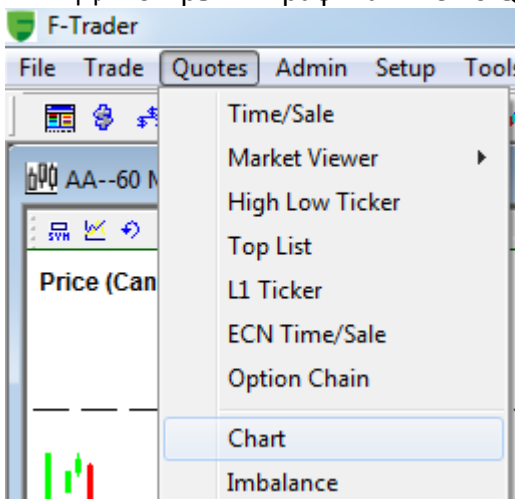 F-Trader
File Trade Quotes Admin Setup Tools
AA--60
Time/Sale
Market Viewer
High Low Ticker
SYM
Top List
Price (Can
L1 Ticker
ECN Time/Sale
Option Chain
Chart
Imbalance